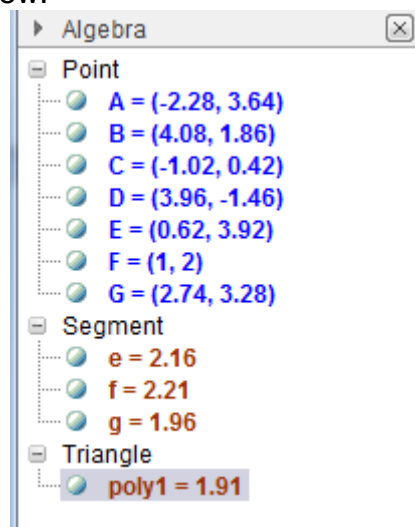 Algebra
Point
A = (-2.28, 3.64)
B = (4.08, 1.86)
C = (-1.02, 0.42)
D = (3.96, -1.46)
E = (0.62, 3.92)
F = (1, 2)
G = (2.74, 3.28)
Segment
e = 2.16
f = 2.21
g = 1.96
Triangle
poly1 = 1.91